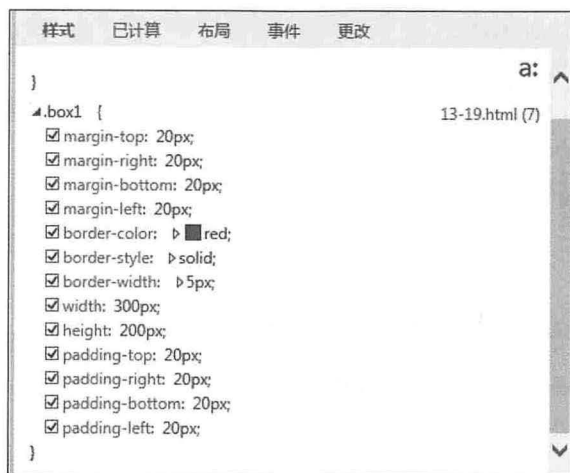 样式 已计算 布局 事件 更改
a:
}
.box1 { 13-19.html (7)
margin-top: 20px;
margin-right: 20px;
margin-bottom: 20px;
margin-left: 20px;
border-color: red;
border-style: solid;
border-width: 5px;
width: 300px;
height: 200px;
padding-top: 20px;
padding-right: 20px;
padding-bottom: 20px;
padding-left: 20px;
}